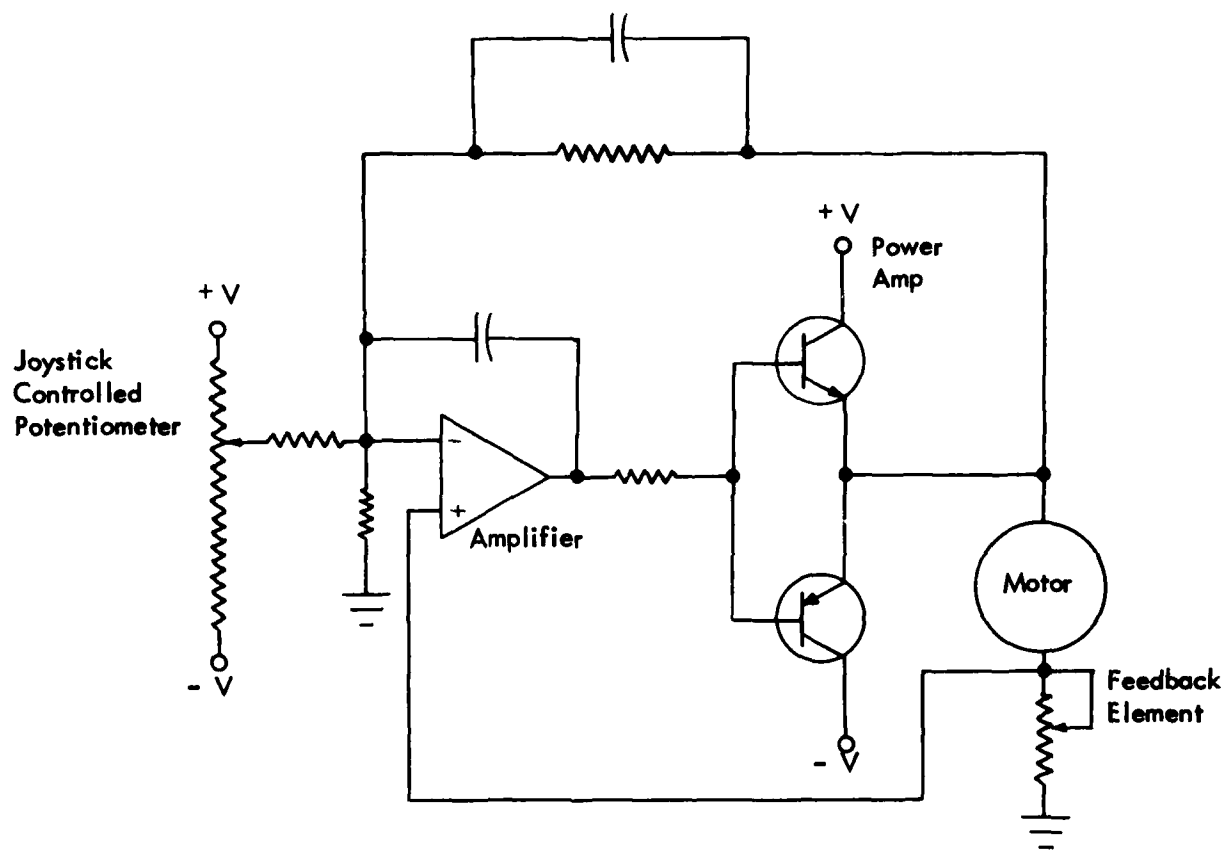 + V
Power
Amp
+ V
Joystick
Controlled
Potentiometer
-
+
Amplifier
Motor
- V
Feedback
Element
- V